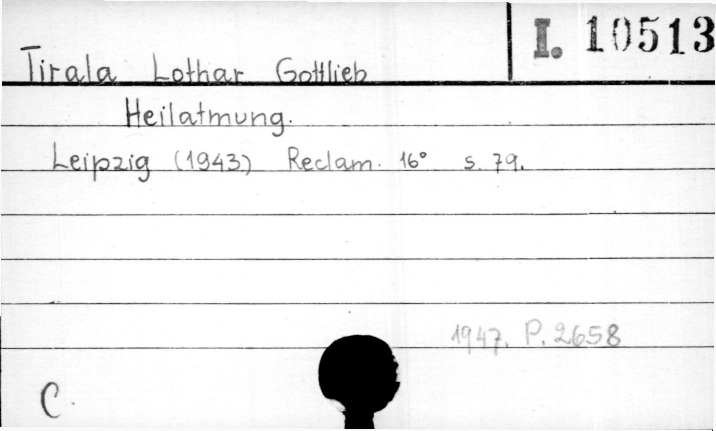 I. 10513
Tirala Lothar Gottlieb
Heilatmung.
Leipzig (1943) Reclam. 16° s. 79.
1947. P. 2658
C.